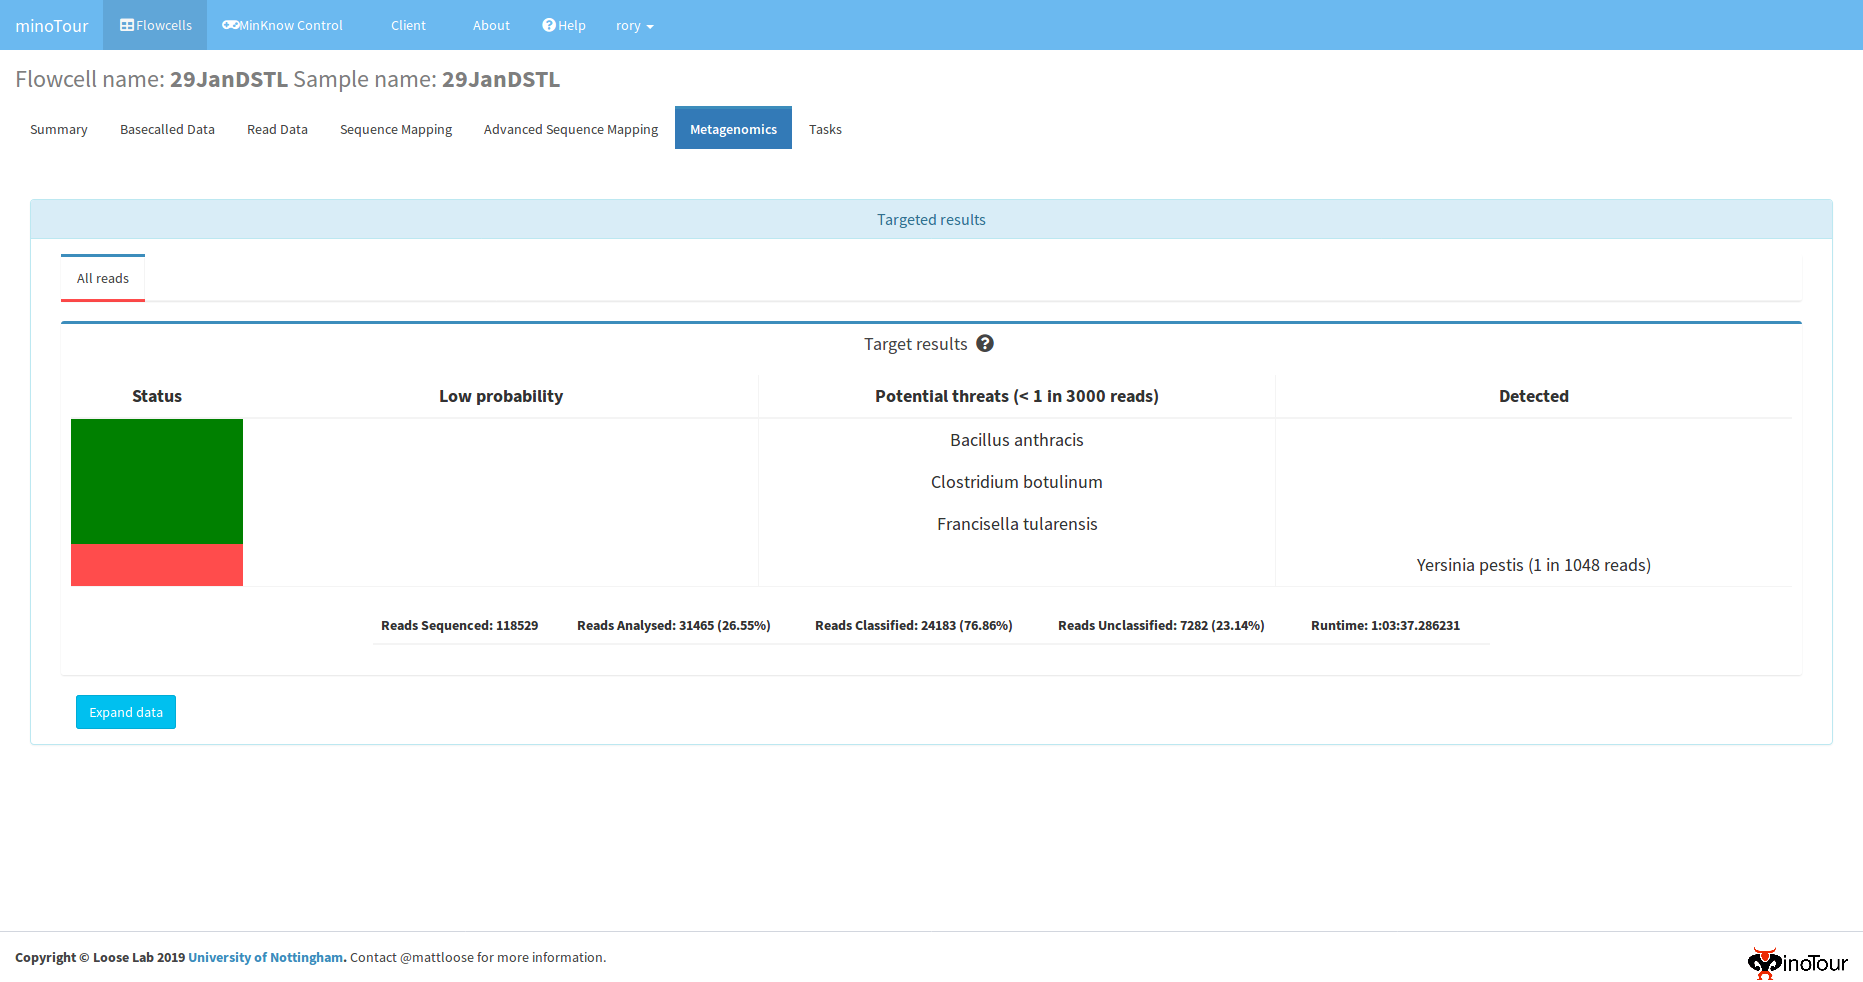 minoTour Flowcells MinKnow Control Client About Help rory
Flowcell name: 29JanDSTL Sample name: 29JanDSTL
Summary Basecalled Data Read Data Sequence Mapping Advanced Sequence Mapping Metagenomics Tasks
Targeted results
All reads
Target results
Status Low probability Potential threats (< 1 in 3000 reads) Detected
Bacillus anthracis
Clostridium botulinum
Francisella tularensis
Yersinia pestis (1 in 1048 reads)
Reads Sequenced: 118529 Reads Analysed: 31465 (26.55%) Reads Classified: 24183 (76.86%) Reads Unclassified: 7282 (23.14%) Runtime: 1:03:37.286231
Expand data
Copyright © Loose Lab 2019 University of Nottingham. Contact @mattloose for more information.
minoTour